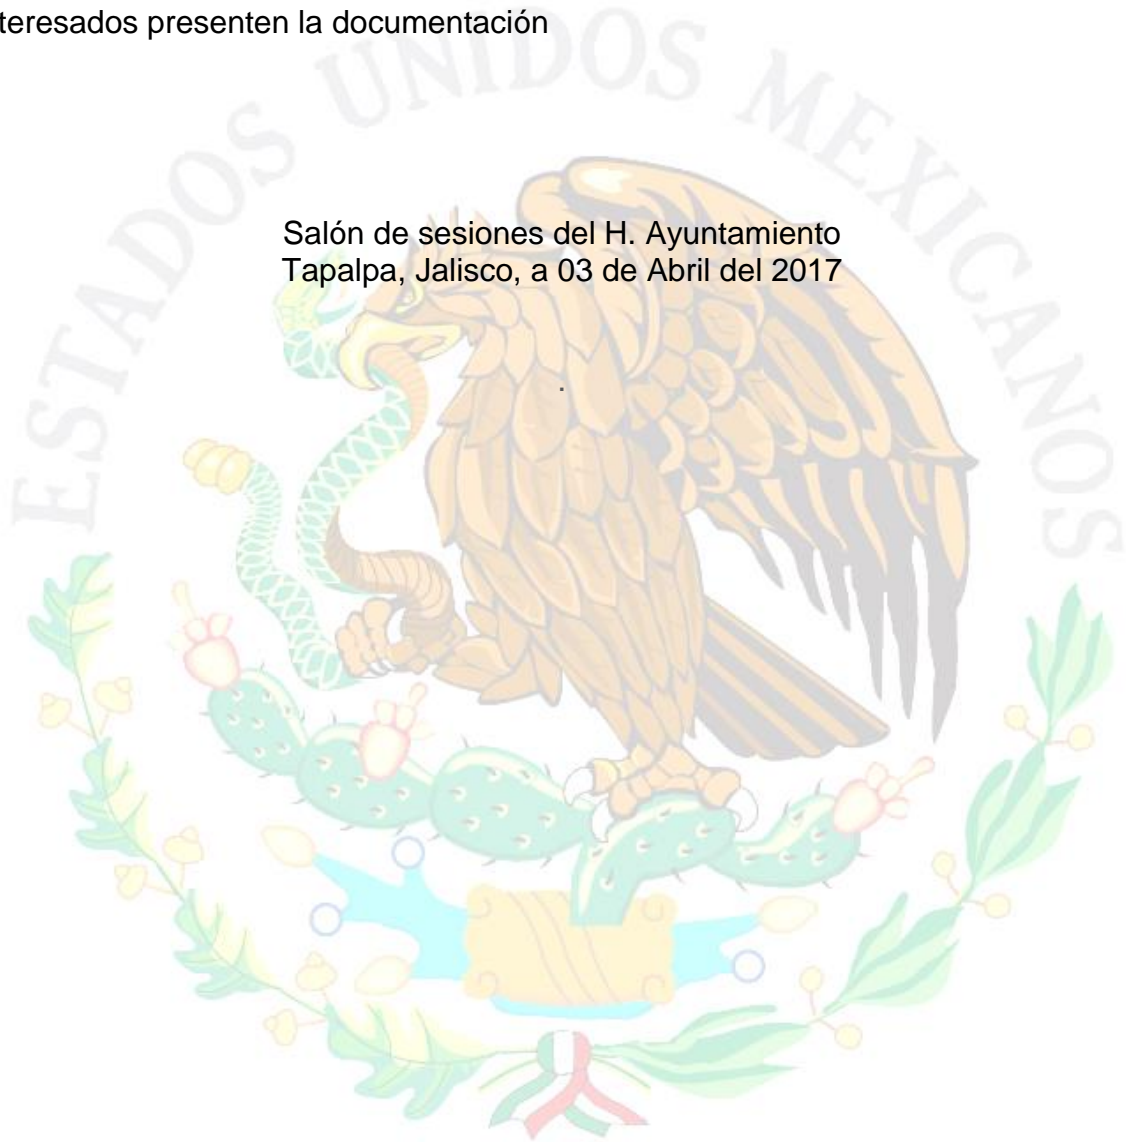 teresados presenten la documentación
ESTADOS UNIDOS MEXICANOS
Salón de sesiones del H. Ayuntamiento
Tapalpa, Jalisco, a 03 de Abril del 2017
.